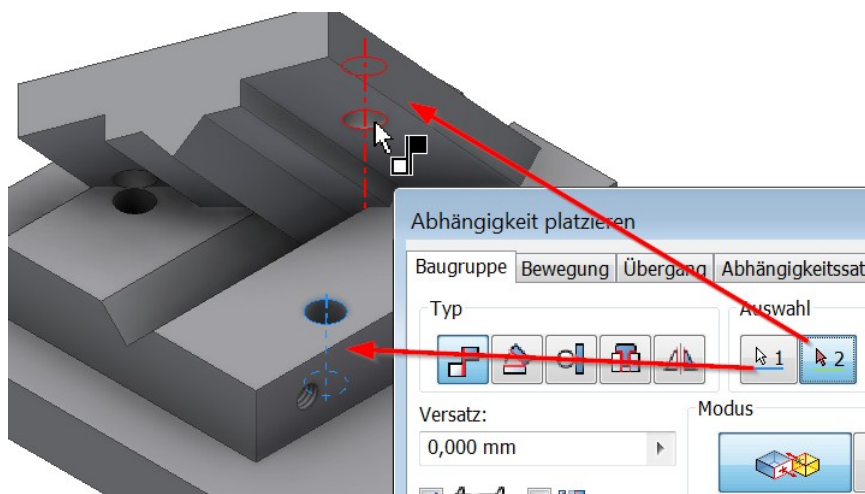 Abhängigkeit platzieren
Baugruppe Bewegung Übergang Abhängigkeitssat
Typ Auswahl
1 2
Versatz: Modus
0,000 mm